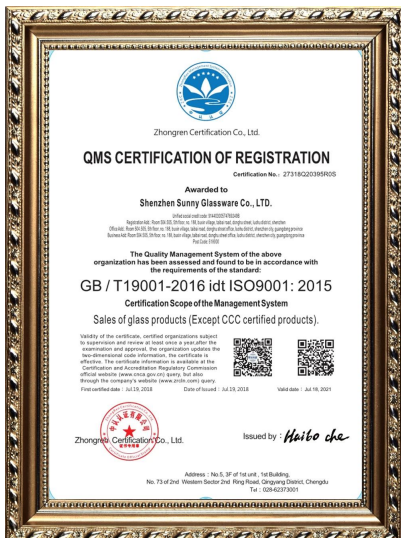 Zhongren Certification Co., Ltd.
QMS CERTIFICATION OF REGISTRATION
Certification No.: 27318Q20395R0S
Awarded to
Shenzhen Sunny Glassware Co., LTD.
The Quality Management System of the above
organization has been assessed and found to be in accordance with
the requirements of the standard:
GB / T19001-2016 idt ISO9001: 2015
Certification Scope of the Management System
Sales of glass products (Except CCC certified products).
Validity of the certificate, certified organizations subject
to supervision and review at least once a year,after the
examination and approval, the organization updates the
two-dimensional code information, the certificate is
effective. The certificate information is available at the
Certification and Accreditation Regulatory Commission
official website (www.cnca.gov.cn) query, but also
through the company's website (www.zrcln.com) query.
First certified date : Jul.19, 2018 Date of Issued : Jul.19, 2018 Valid date : Jul.18, 2021
Zhongren Certification Co., Ltd.
Issued by : Haibo che
Address : No.5, 3F of 1st unit , 1st Building,
No. 73 of 2nd Western Sector 2nd Ring Road, Qingyang District, Chengdu
Tel : 028-62373001